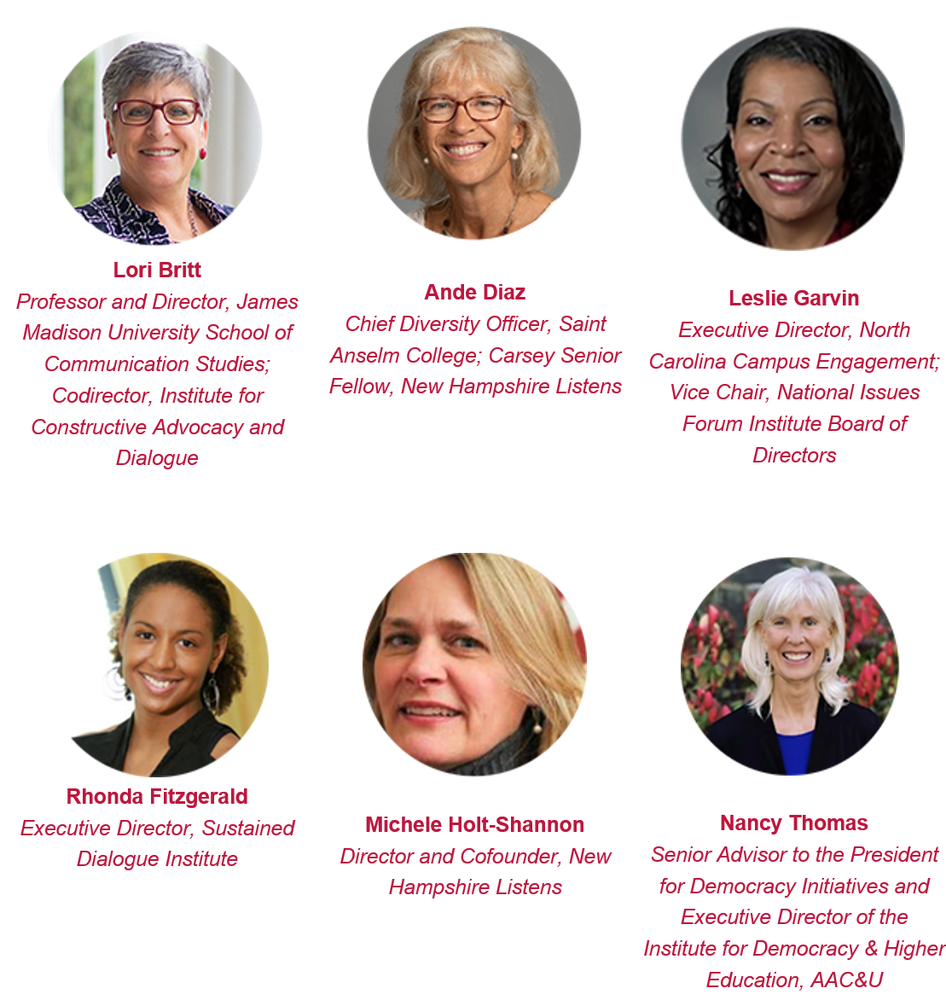 Lori Britt
Professor and Director, James
Madison University School of
Communication Studies;
Codirector, Institute for
Constructive Advocacy and
Dialogue
Ande Diaz
Chief Diversity Officer, Saint
Anselm College; Carsey Senior
Fellow, New Hampshire Listens
Leslie Garvin
Executive Director, North
Carolina Campus Engagement;
Vice Chair, National Issues
Forum Institute Board of
Directors
Rhonda Fitzgerald
Executive Director, Sustained
Dialogue Institute
Michele Holt-Shannon
Director and Cofounder, New
Hampshire Listens
Nancy Thomas
Senior Advisor to the President
for Democracy Initiatives and
Executive Director of the
Institute for Democracy & Higher
Education, AAC&U